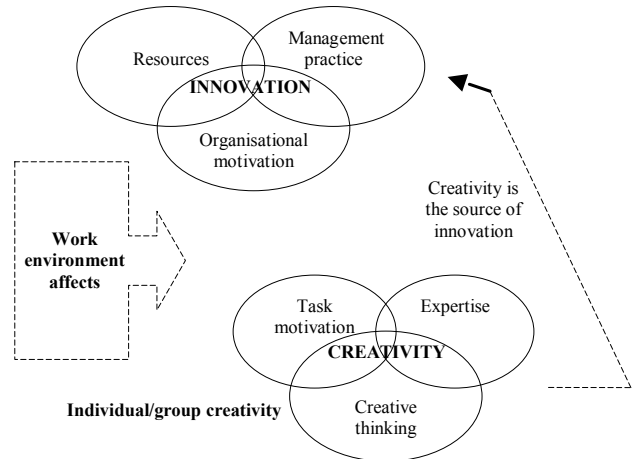 Resources
Management
practice
INNOVATION
Organisational
motivation
Work
environment
affects
Creativity is
the source of
innovation
Task
motivation
Expertise
CREATIVITY
Creative
thinking
Individual/group creativity